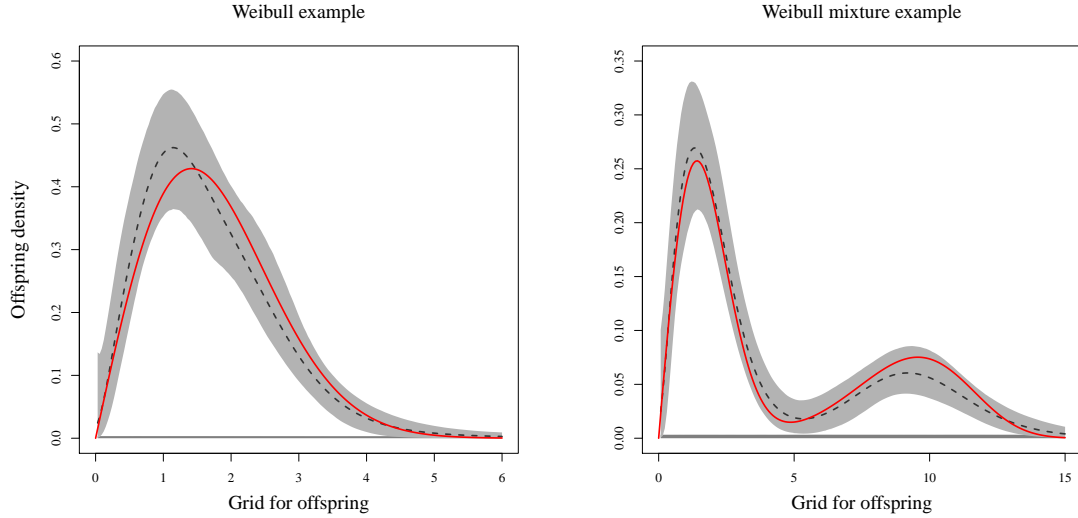 Weibull example
Offspring density
0.0 0.1 0.2 0.3 0.4 0.5 0.6
0 1 2 3 4 5 6
Grid for offspring
Weibull mixture example
0.00 0.05 0.10 0.15 0.20 0.25 0.30 0.35
0 5 10 15
Grid for offspring